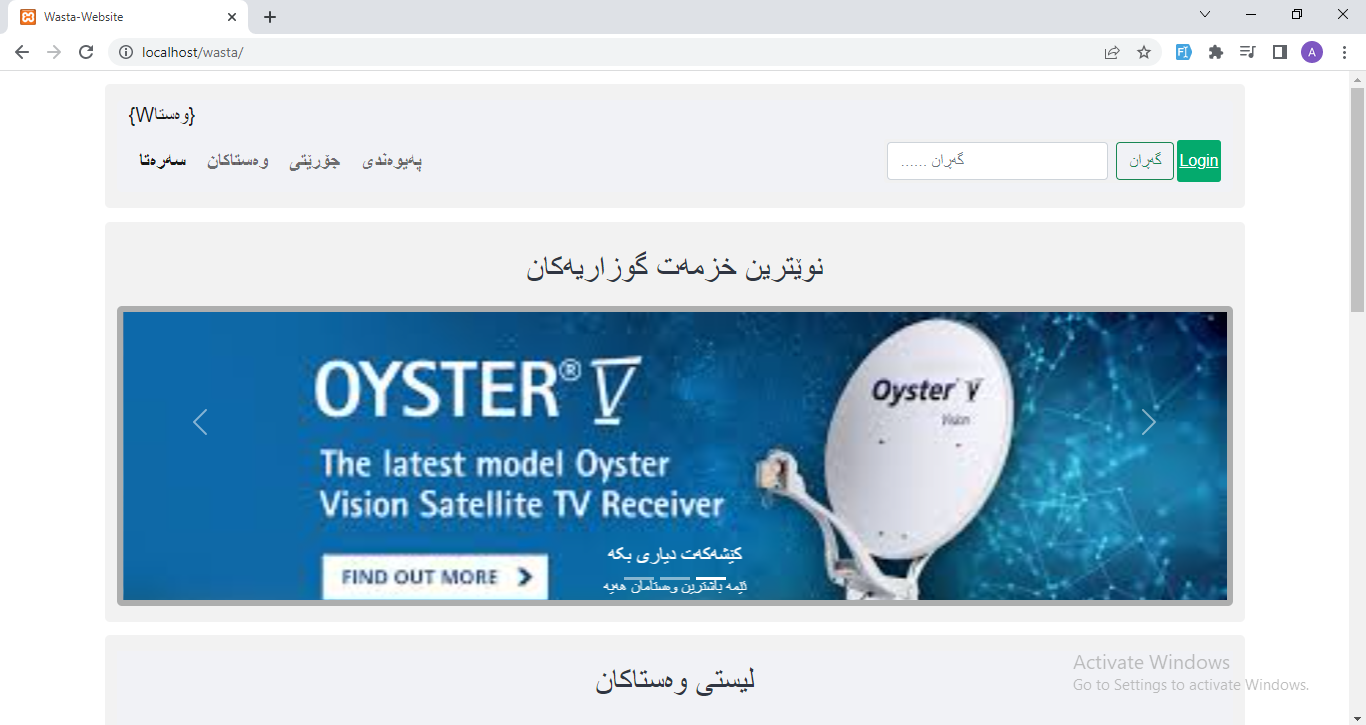 Wasta-Website
localhost/wasta/
A
{Wوەستا}
سەرەتا وەستاکان جۆرێتی پەیوەندی
گەڕان ...... گەڕان Login
نوێترین خزمەت گوزاریەکان
OYSTER® V
Oyster V
Vision
The latest model Oyster
Vision Satellite TV Receiver
کێشەکەت دیاری بکە
FIND OUT MORE
ئێمە باشترین وەستامان هەیە
لیستی وەستاکان
Activate Windows
Go to Settings to activate Windows.